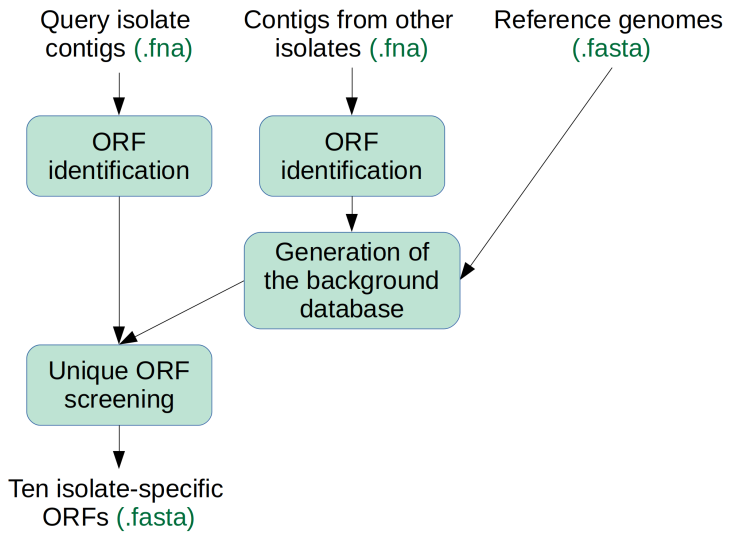 Query isolate
contigs (.fna)
Contigs from other
isolates (.fna)
Reference genomes
(.fasta)
ORF
identification
ORF
identification
Generation of
the background
database
Unique ORF
screening
Ten isolate-specific
ORFs (.fasta)